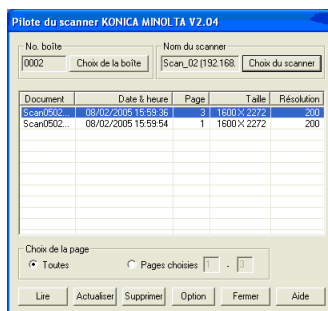 Pilote du scanner KONICA MINOLTA V2.04
No. boîte
Nom du scanner
0002
Choix de la boîte
Scan_02 (192.168.
Choix du scanner
Document Date & heure Page Taille Résolution
Scan0502... 08/02/2005 15:59:36 3 1600 X 2272 200
Scan0502... 08/02/2005 15:59:54 1 1600 X 2272 200
Choix de la page
Toutes Pages choisies 1 - 3
Lire Actualiser Supprimer Option Fermer Aide